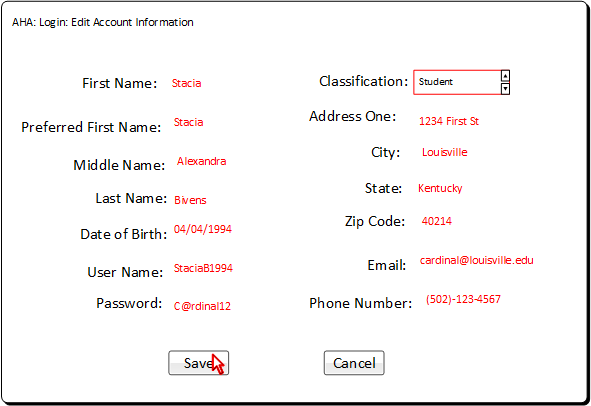 AHA: Login: Edit Account Information
First Name: Stacia
Classification: Student
Preferred First Name: Stacia
Address One: 1234 First St
Middle Name: Alexandra
City: Louisville
Last Name: Bivens
State: Kentucky
Date of Birth: 04/04/1994
Zip Code: 40214
User Name: StaciaB1994
Email: cardinal@louisville.edu
Password: C@rdinal12
Phone Number: (502)-123-4567
Save Cancel